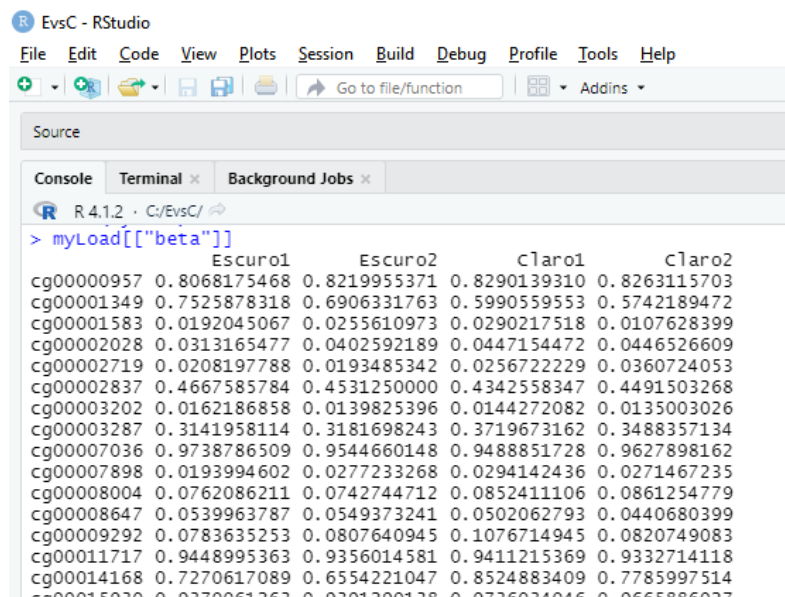 EvsC - RStudio
File Edit Code View Plots Session Build Debug Profile Tools Help
Go to file/function Addins
Source
Console Terminal Background Jobs
R 4.1.2 · C:/EvsC/
> myLoad[["beta"]]
Escuro1 Escuro2 Claro1 Claro2
cg00000957 0.8068175468 0.8219955371 0.8290139310 0.8263115703
cg00001349 0.7525878318 0.6906331763 0.5990559553 0.5742189472
cg00001583 0.0192045067 0.0255610973 0.0290217518 0.0107628399
cg00002028 0.0313165477 0.0402592189 0.0447154472 0.0446526609
cg00002719 0.0208197788 0.0193485342 0.0256722229 0.0360724053
cg00002837 0.4667585784 0.4531250000 0.4342558347 0.4491503268
cg00003202 0.0162186858 0.0139825396 0.0144272082 0.0135003026
cg00003287 0.3141958114 0.3181698243 0.3719673162 0.3488357134
cg00007036 0.9738786509 0.9544660148 0.9488851728 0.9627898162
cg00007898 0.0193994602 0.0277233268 0.0294142436 0.0271467235
cg00008004 0.0762086211 0.0742744712 0.0852411106 0.0861254779
cg00008647 0.0539963787 0.0549373241 0.0502062793 0.0440680399
cg00009292 0.0783635253 0.0807640945 0.1076714945 0.0820749083
cg00011717 0.9448995363 0.9356014581 0.9411215369 0.9332714118
cg00014168 0.7270617089 0.6554221047 0.8524883409 0.7785997514